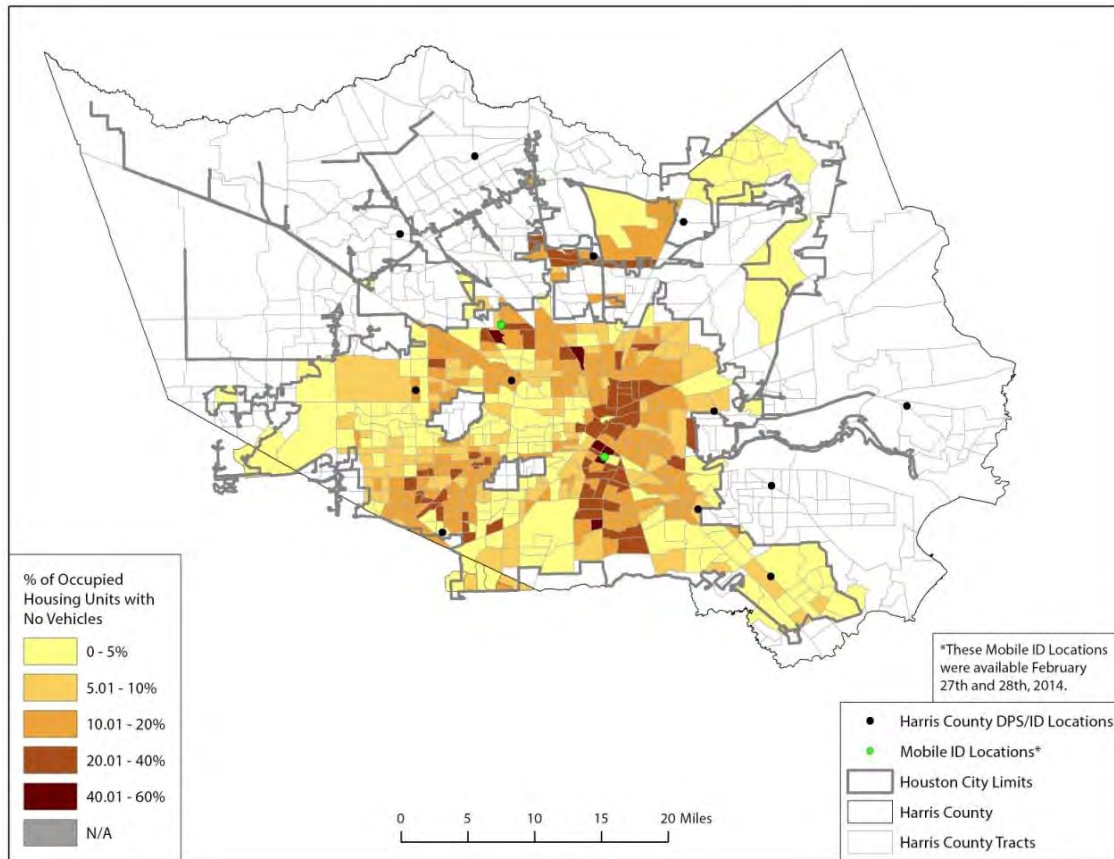 % of Occupied
Housing Units with
No Vehicles
0 - 5%
5.01 - 10%
10.01 - 20%
20.01 - 40%
40.01 - 60%
N/A
0 5 10 15 20 Miles
*These Mobile ID Locations
were available February
27th and 28th, 2014.
Harris County DPS/ID Locations
Mobile ID Locations*
Houston City Limits
Harris County
Harris County Tracts